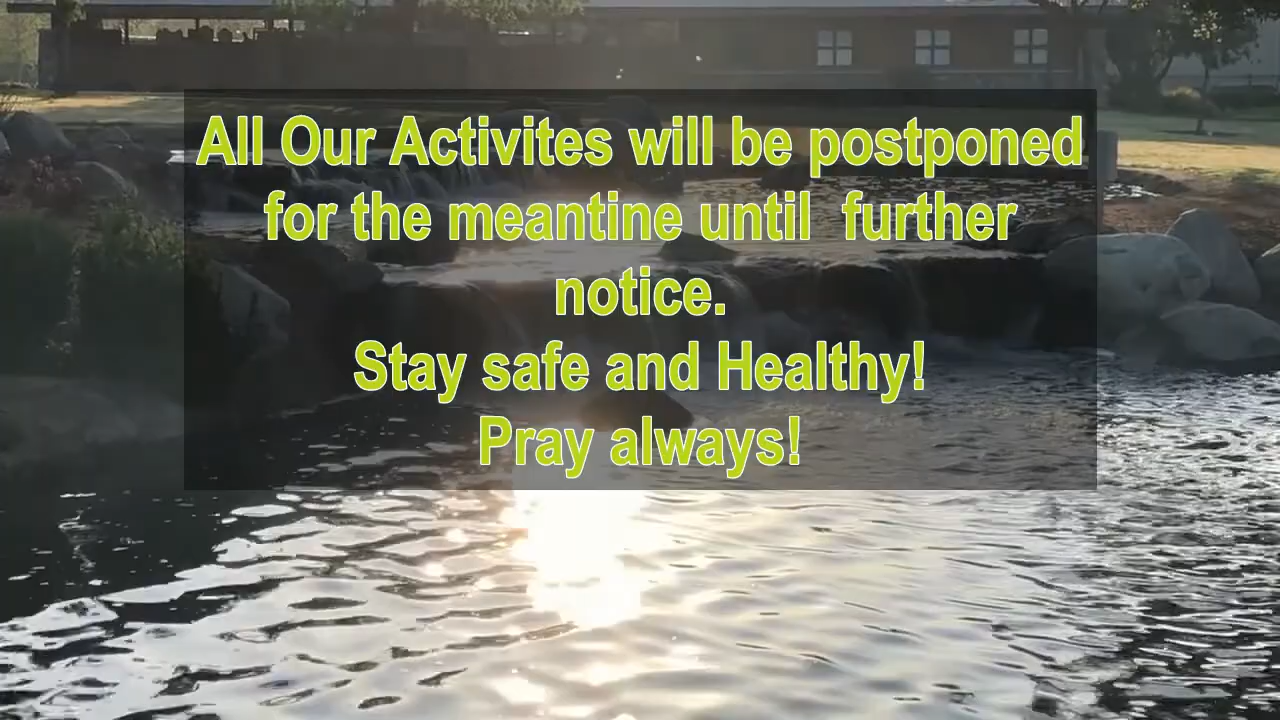 All Our Activites will be postponed
for the meantine until  further
notice.
Stay safe and Healthy!
Pray always!